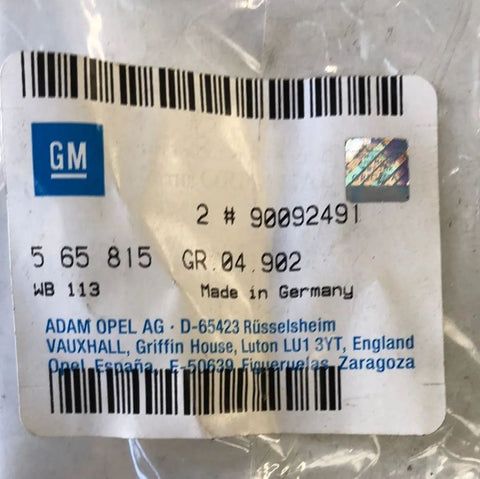 GM
2 # 90092491
5 65 815 GR.04.902
WB 113 Made in Germany
ADAM OPEL AG · D-65423 Rüsselsheim
VAUXHALL, Griffin House, Luton LU1 3YT, England
Opel España, E-50639 Figueruelas, Zaragoza